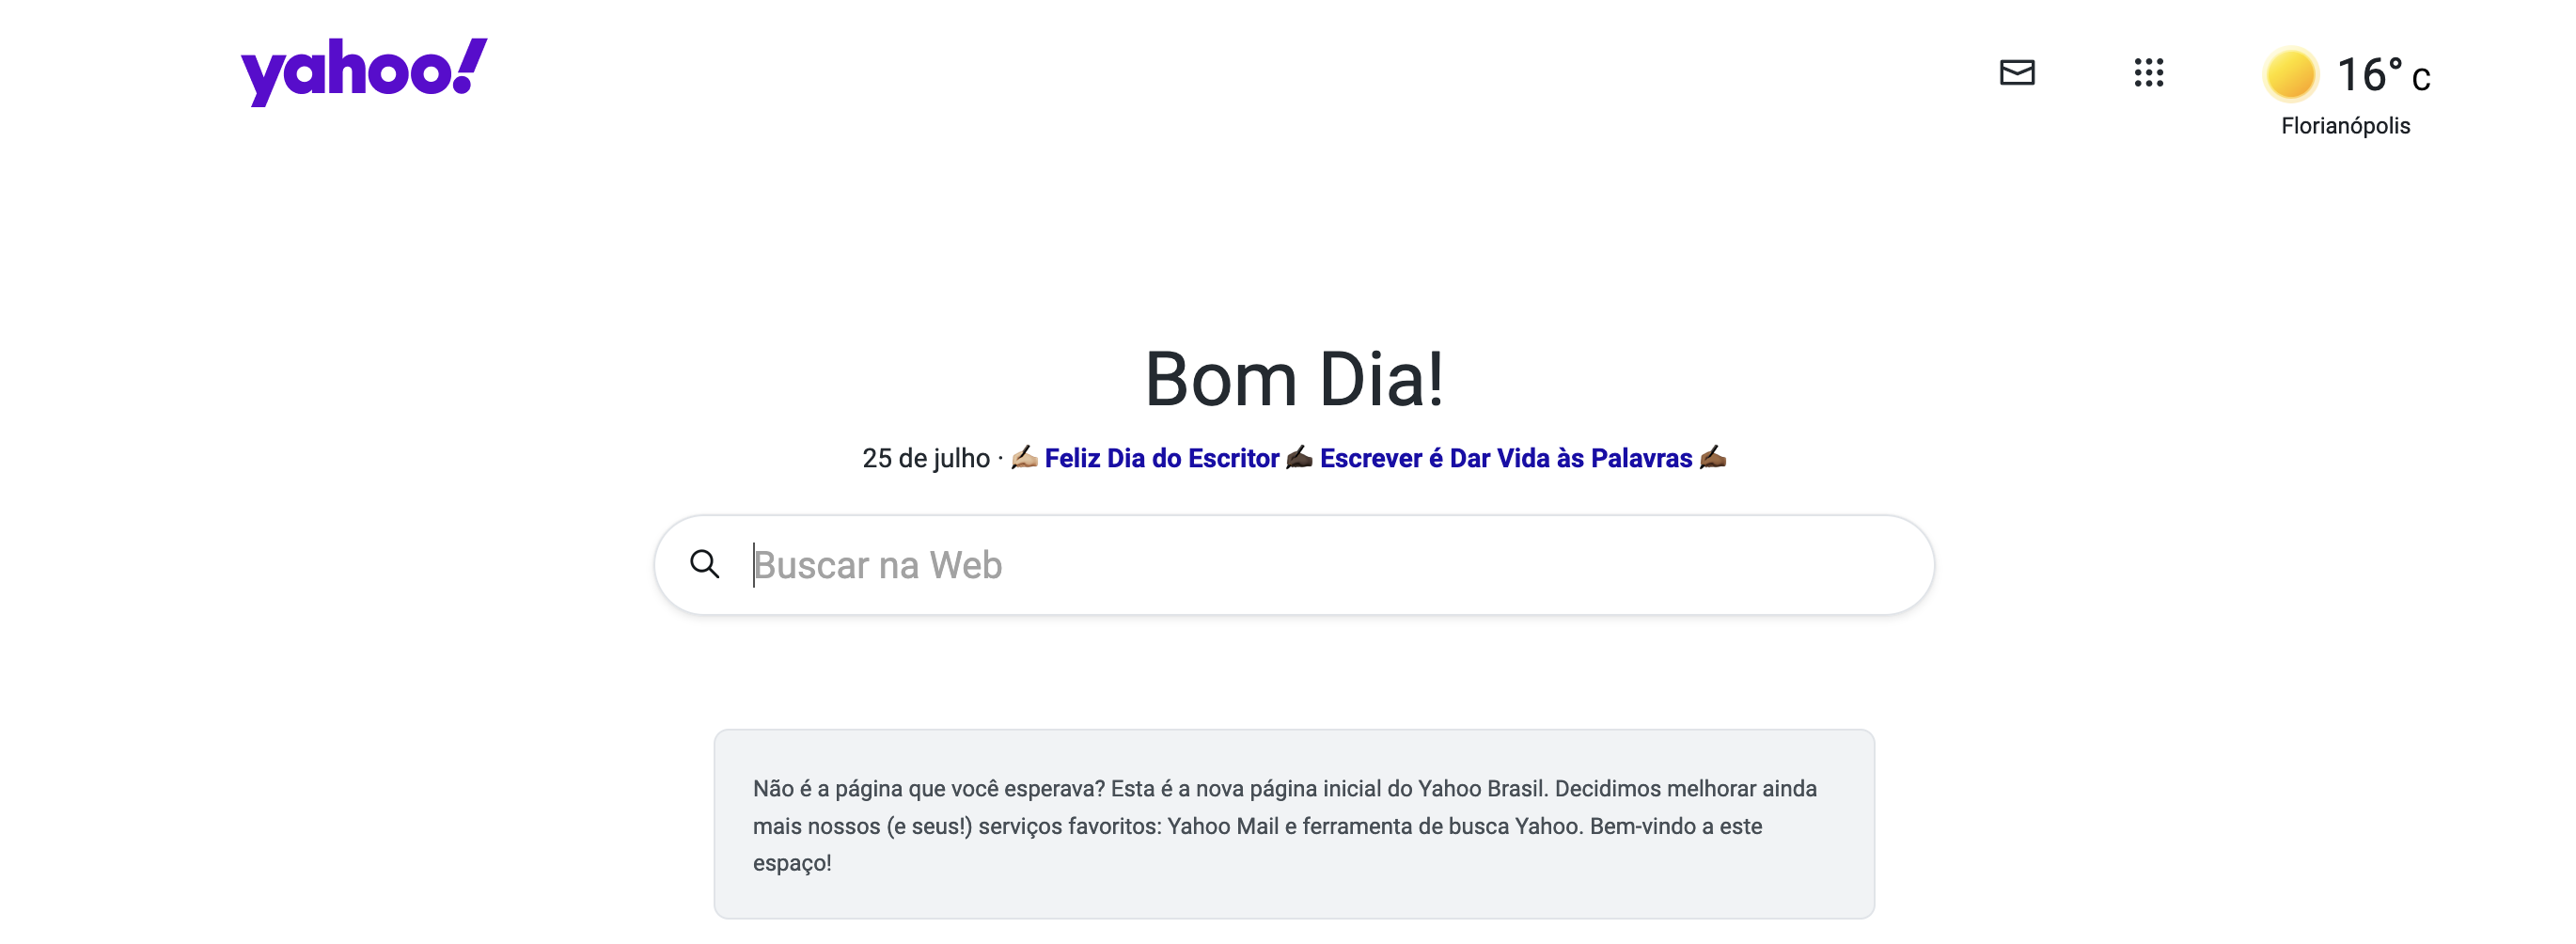 yahoo!
16° C
Florianópolis
Bom Dia!
25 de julho · ✍🏼 Feliz Dia do Escritor ✍🏿 Escrever é Dar Vida às Palavras ✍🏾
Buscar na Web
Não é a página que você esperava? Esta é a nova página inicial do Yahoo Brasil. Decidimos melhorar ainda
mais nossos (e seus!) serviços favoritos: Yahoo Mail e ferramenta de busca Yahoo. Bem-vindo a este
espaço!